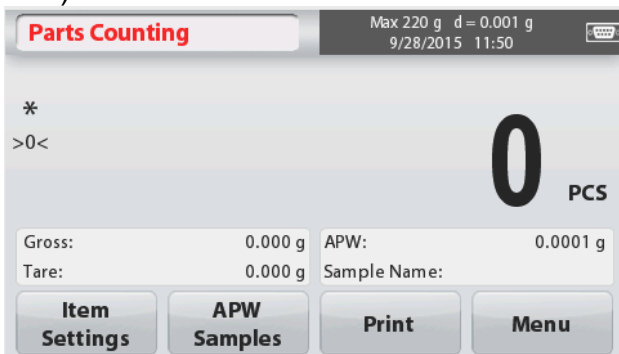 Parts Counting
Max 220 g d = 0.001 g
9/28/2015 11:50
*
>0<
0 PCS
Gross: 0.000 g
Tare: 0.000 g
APW: 0.0001 g
Sample Name:
Item Settings
APW Samples
Print
Menu